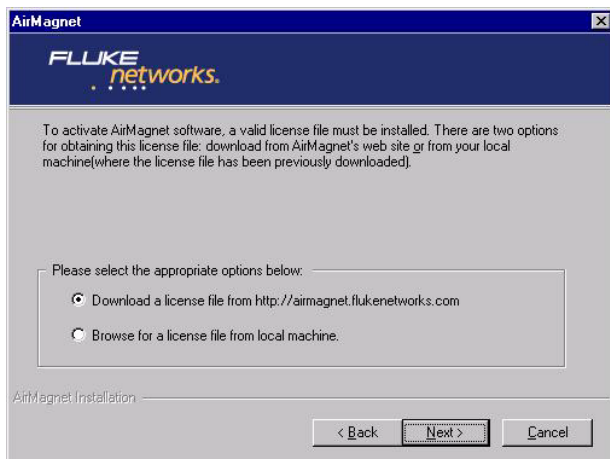 AirMagnet
FLUKE
networks.
To activate AirMagnet software, a valid license file must be installed. There are two options
for obtaining this license file: download from AirMagnet's web site or from your local
machine(where the license file has been previously downloaded).
Please select the appropriate options below:
Download a license file from http://airmagnet.flukenetworks.com
Browse for a license file from local machine.
AirMagnet Installation
< Back Next > Cancel